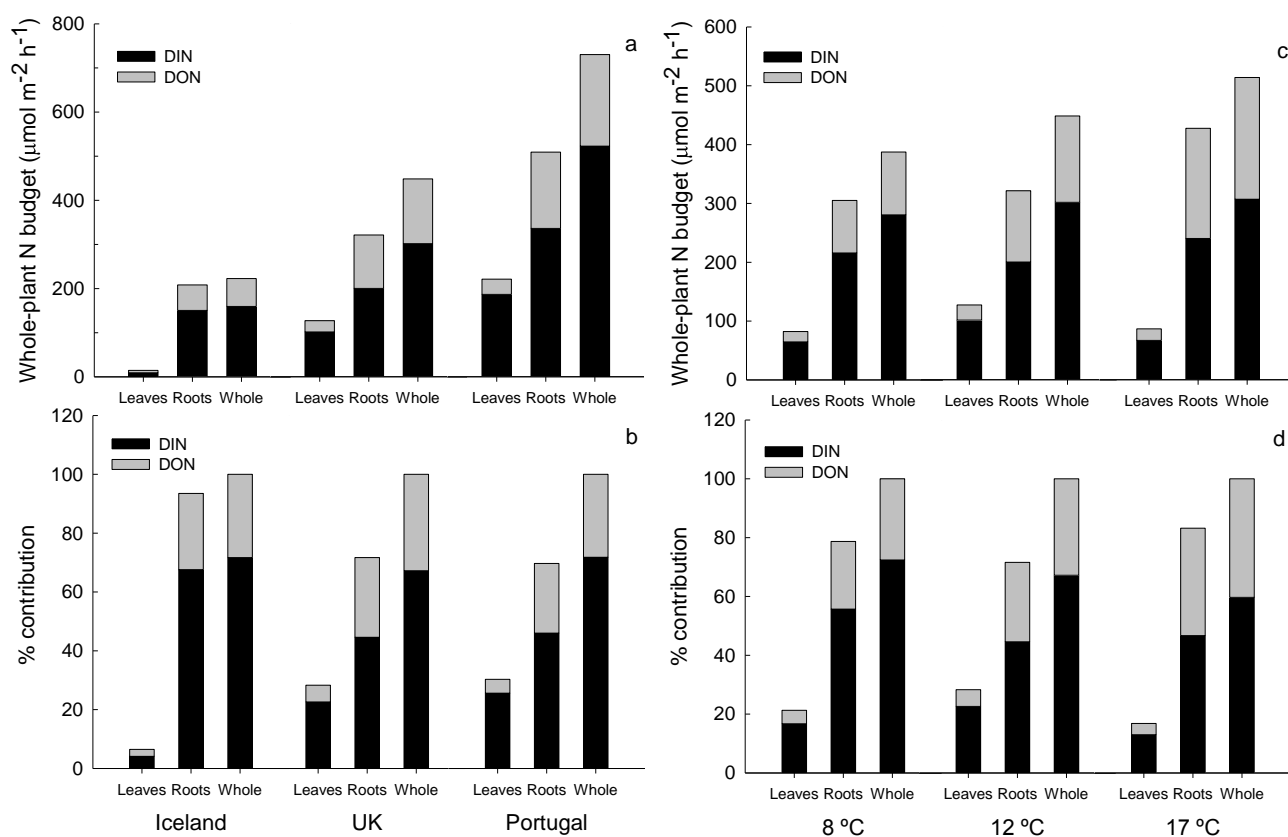 Whole-plant N budget (µmol m⁻² h⁻¹)
800
600
400
200
0
DIN
DON
a
Leaves Roots Whole
Leaves Roots Whole
Leaves Roots Whole
Whole-plant N budget (µmol m⁻² h⁻¹)
600
500
400
300
200
100
0
DIN
DON
c
Leaves Roots Whole
Leaves Roots Whole
Leaves Roots Whole
% contribution
120
100
80
60
40
20
0
DIN
DON
b
Leaves Roots Whole
Leaves Roots Whole
Leaves Roots Whole
Iceland
UK
Portugal
% contribution
120
100
80
60
40
20
0
DIN
DON
d
Leaves Roots Whole
Leaves Roots Whole
Leaves Roots Whole
8 ºC
12 ºC
17 ºC